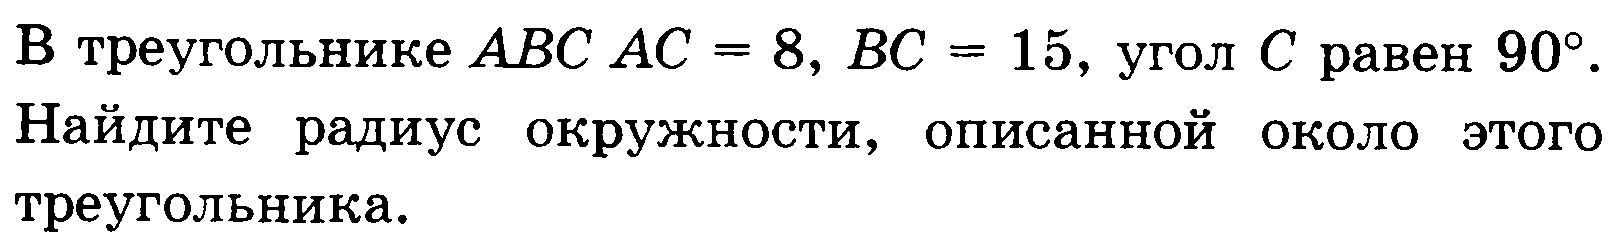 В треугольнике ABC AC = 8, BC = 15, угол C равен 90°.
Найдите радиус окружности, описанной около этого
треугольника.